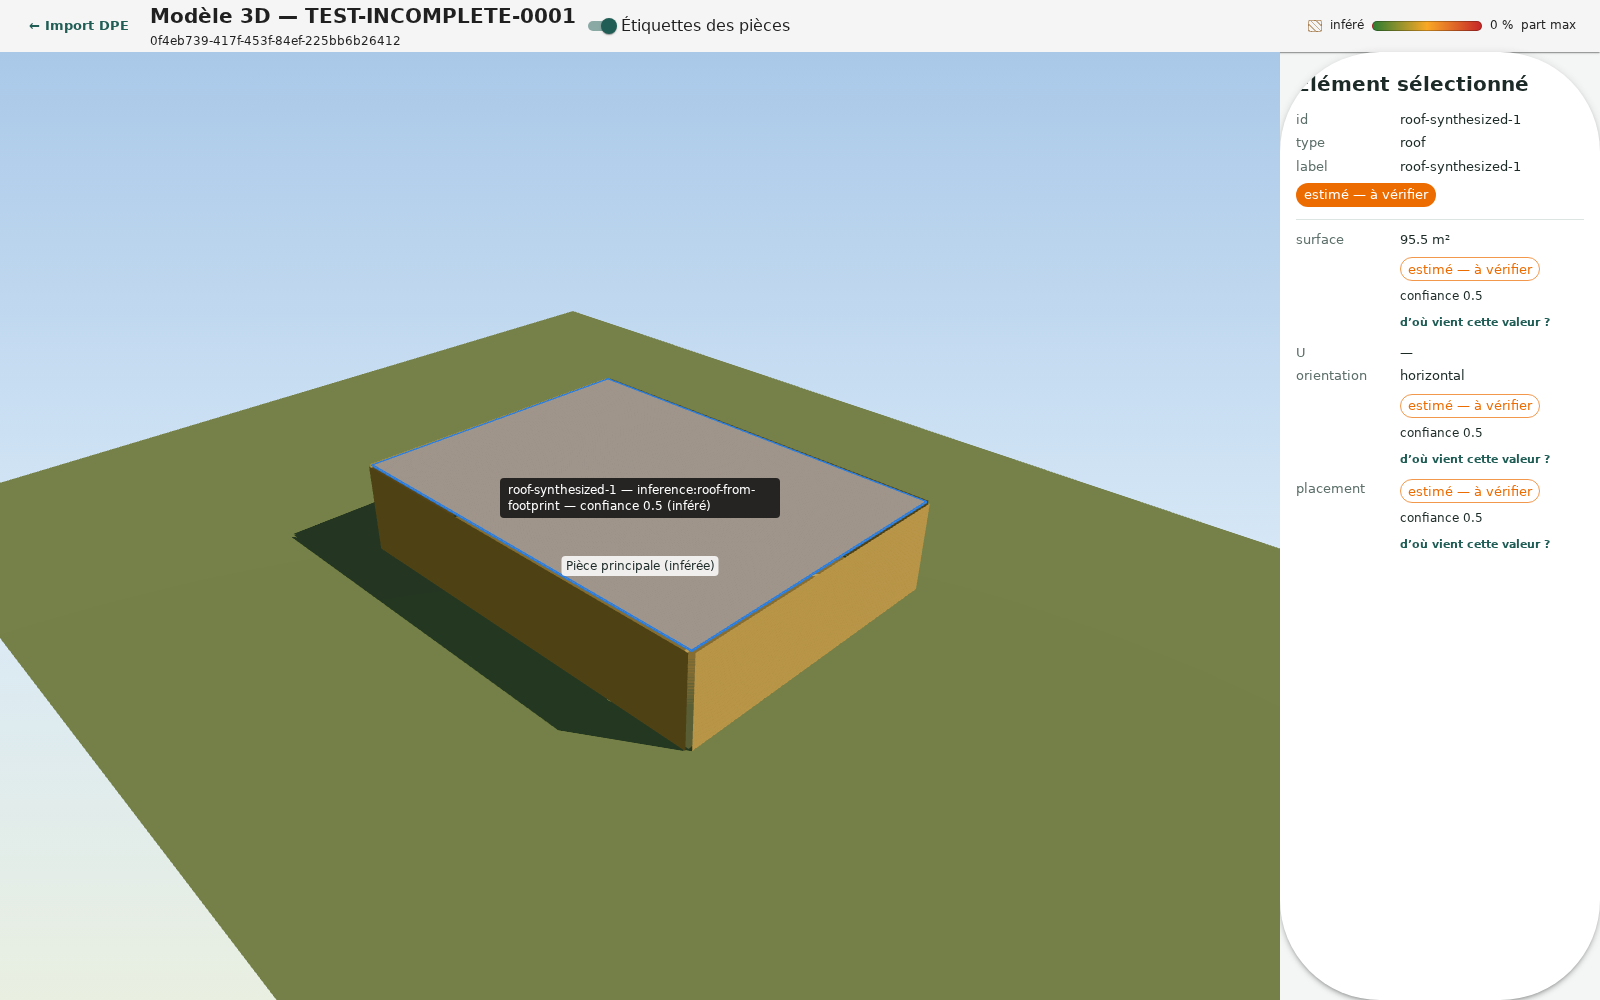 ← Import DPE
Modèle 3D — TEST-INCOMPLETE-0001
0f4eb739-417f-453f-84ef-225bb6b26412
Étiquettes des pièces
inféré
0 % part max
Elément sélectionné
id roof-synthesized-1
type roof
label roof-synthesized-1
estimé — à vérifier
surface 95.5 m²
estimé — à vérifier
confiance 0.5
d’où vient cette valeur ?
U —
orientation horizontal
estimé — à vérifier
confiance 0.5
d’où vient cette valeur ?
placement estimé — à vérifier
confiance 0.5
d’où vient cette valeur ?
roof-synthesized-1 — inference:roof-from-
footprint — confiance 0.5 (inféré)
Pièce principale (inférée)